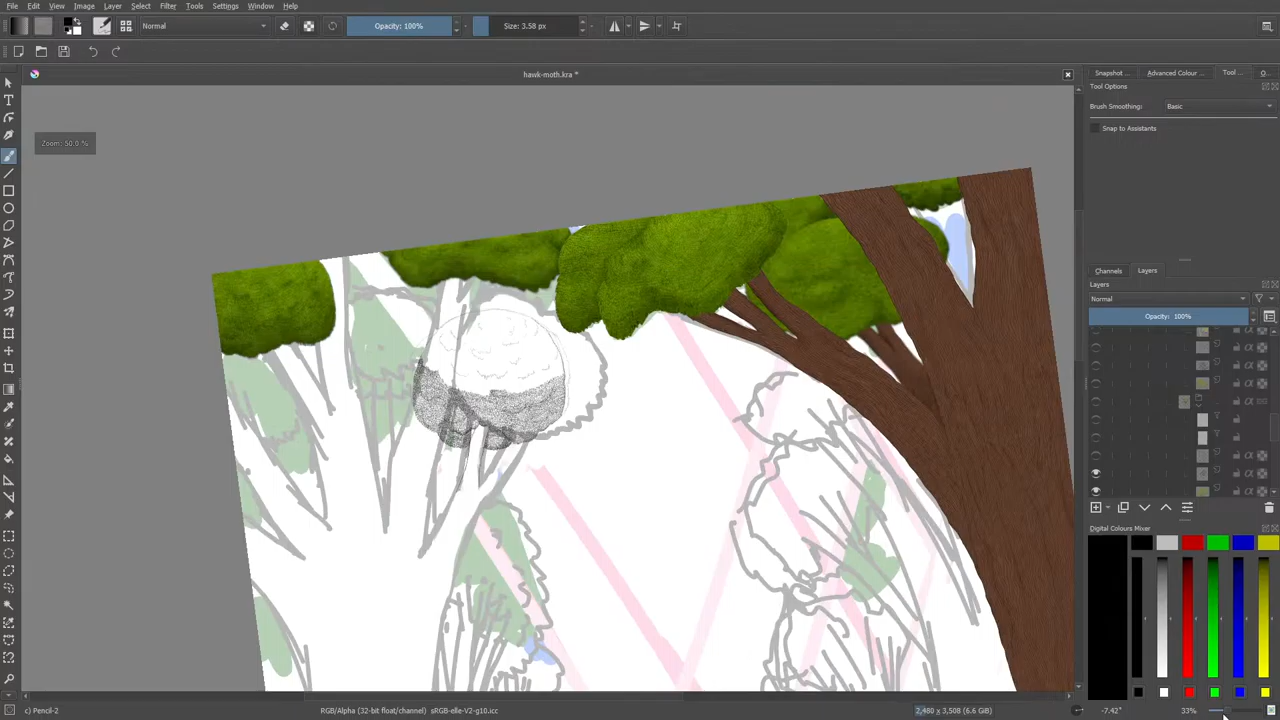 File Edit View Image Layer Select Filter Tools Settings Window Help
Normal Opacity: 100% Size: 3.58 px
hawk-moth.kra *
Snapshot ... Advanced Colour ... Tool ... O...
Tool Options
Brush Smoothing: Basic
Snap to Assistants
Zoom: 50.0 %
Channels Layers
Layers
Normal
Opacity: 100%
Digital Colours Mixer
c) Pencil-2 RGB/Alpha (32-bit float/channel) sRGB-elle-V2-g10.icc 2,480 x 3,508 (6.6 GiB) -7.42° 33%